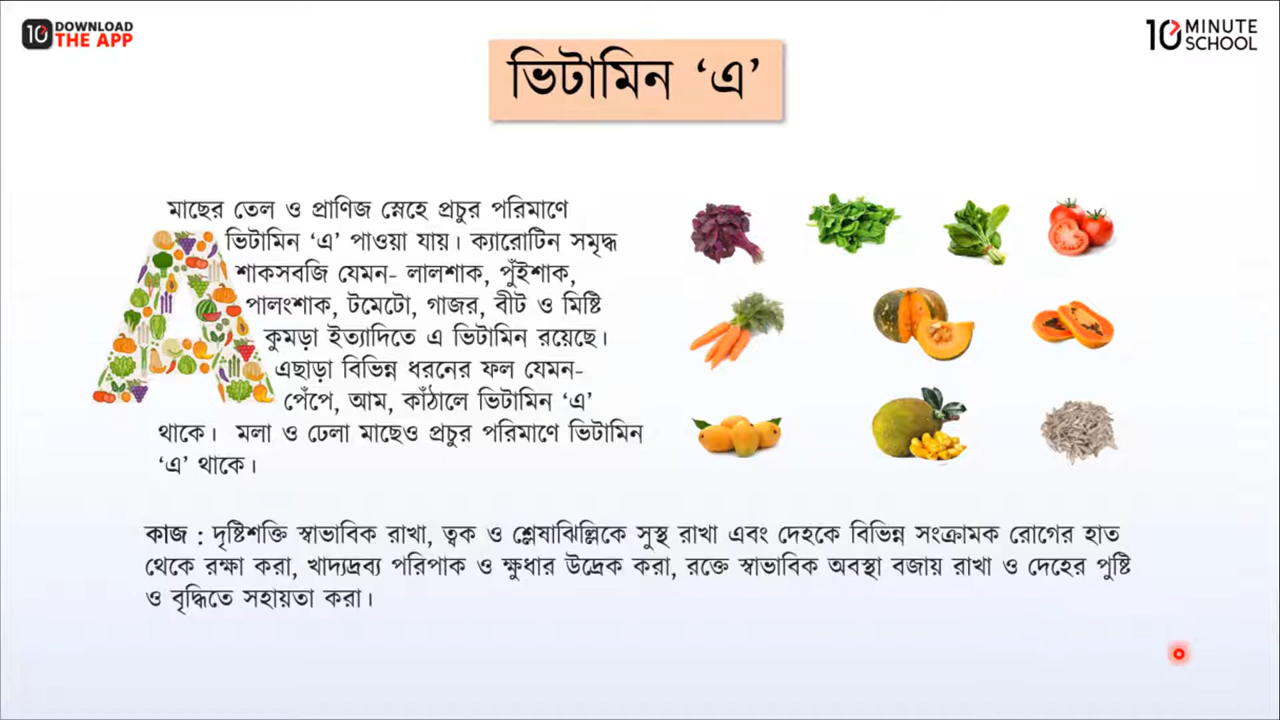 10 DOWNLOAD
THE APP
10 MINUTE
SCHOOL
ভিটামিন ‘এ’
মাছের তেল ও প্রাণিজ স্নেহে প্রচুর পরিমাণে
ভিটামিন ‘এ’ পাওয়া যায়। ক্যারোটিন সমৃদ্ধ
শাকসবজি যেমন- লালশাক, পুঁইশাক,
পালংশাক, টমেটো, গাজর, বীট ও মিষ্টি
কুমড়া ইত্যাদিতে এ ভিটামিন রয়েছে।
এছাড়া বিভিন্ন ধরনের ফল যেমন-
পেঁপে, আম, কাঁঠালে ভিটামিন ‘এ’
থাকে। মলা ও ঢেলা মাছেও প্রচুর পরিমাণে ভিটামিন
‘এ’ থাকে।
কাজ : দৃষ্টিশক্তি স্বাভাবিক রাখা, ত্বক ও শ্লেষাঝিল্লিকে সুস্থ রাখা এবং দেহকে বিভিন্ন সংক্রামক রোগের হাত
থেকে রক্ষা করা, খাদ্যদ্রব্য পরিপাক ও ক্ষুধার উদ্রেক করা, রক্তে স্বাভাবিক অবস্থা বজায় রাখা ও দেহের পুষ্টি
ও বৃদ্ধিতে সহায়তা করা।